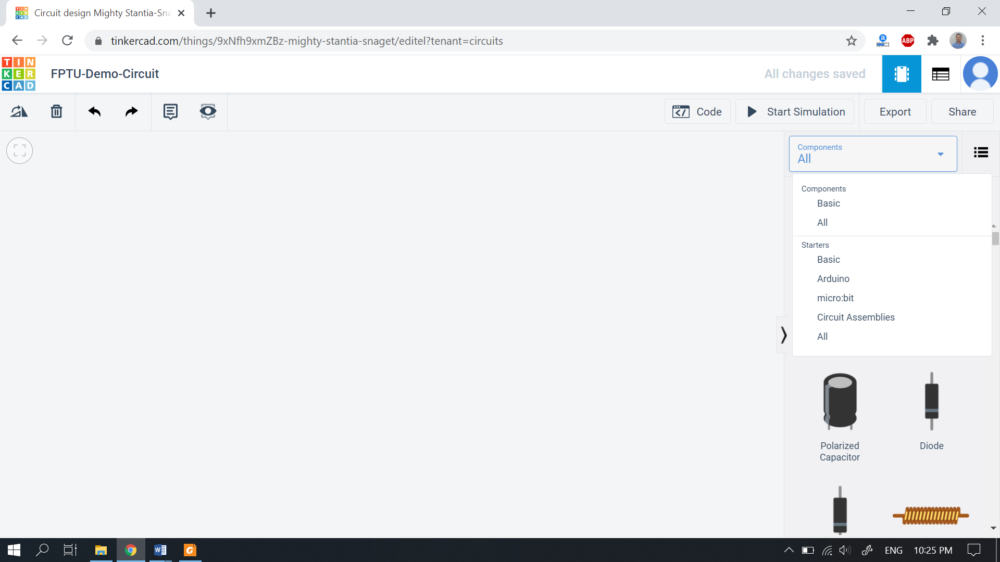 Circuit design Mighty Stantia-Sna
tinkercad.com/things/9xNfh9xmZBz-mighty-stantia-snaget/editel?tenant=circuits
ABP
TIN
KER
CAD
FPTU-Demo-Circuit
All changes saved
Code
Start Simulation
Export
Share
Components
All
Components
Basic
All
Starters
Basic
Arduino
micro:bit
Circuit Assemblies
All
Polarized
Capacitor
Diode
ENG
10:25 PM